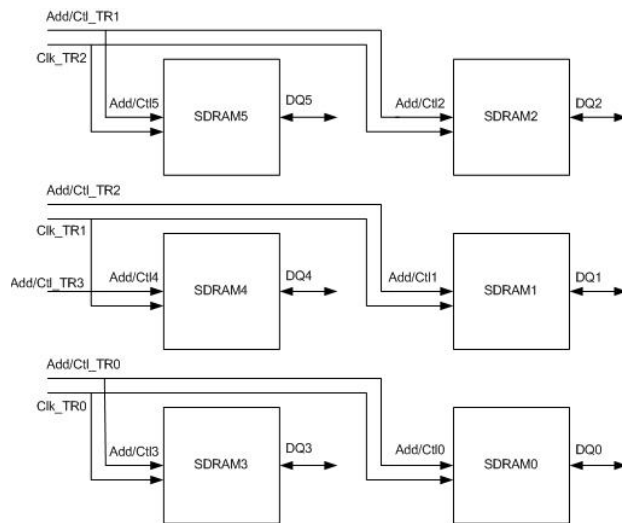 Add/Ctl_TR1
Clk_TR2
Add/Ctl5
SDRAM5
DQ5
Add/Ctl2
SDRAM2
DQ2
Add/Ctl_TR2
Clk_TR1
Add/Ctl_TR3
Add/Ctl4
SDRAM4
DQ4
Add/Ctl1
SDRAM1
DQ1
Add/Ctl_TR0
Clk_TR0
Add/Ctl3
SDRAM3
DQ3
Add/Ctl0
SDRAM0
DQ0